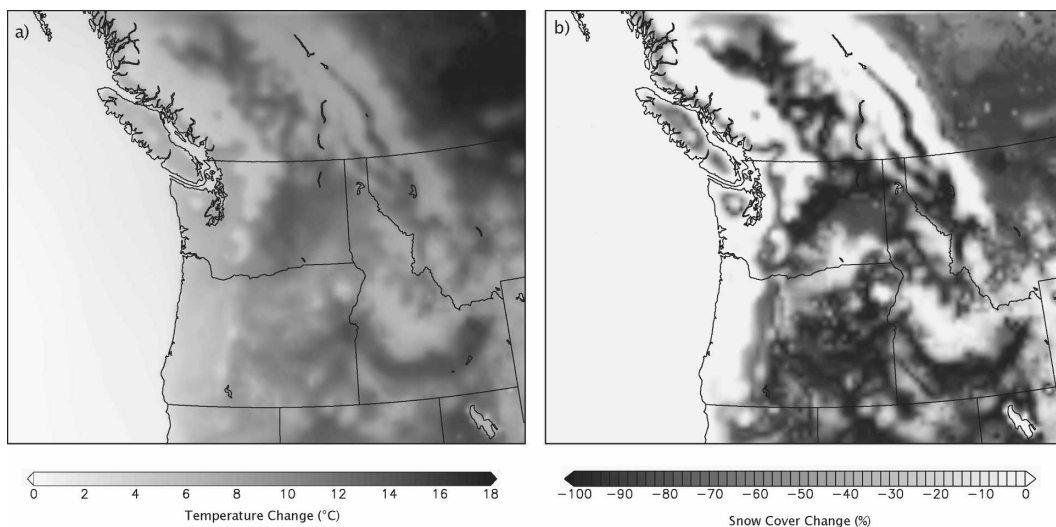 a)
b)
0 2 4 6 8 10 12 14 16 18
Temperature Change (°C)
−100 −90 −80 −70 −60 −50 −40 −30 −20 −10 0
Snow Cover Change (%)